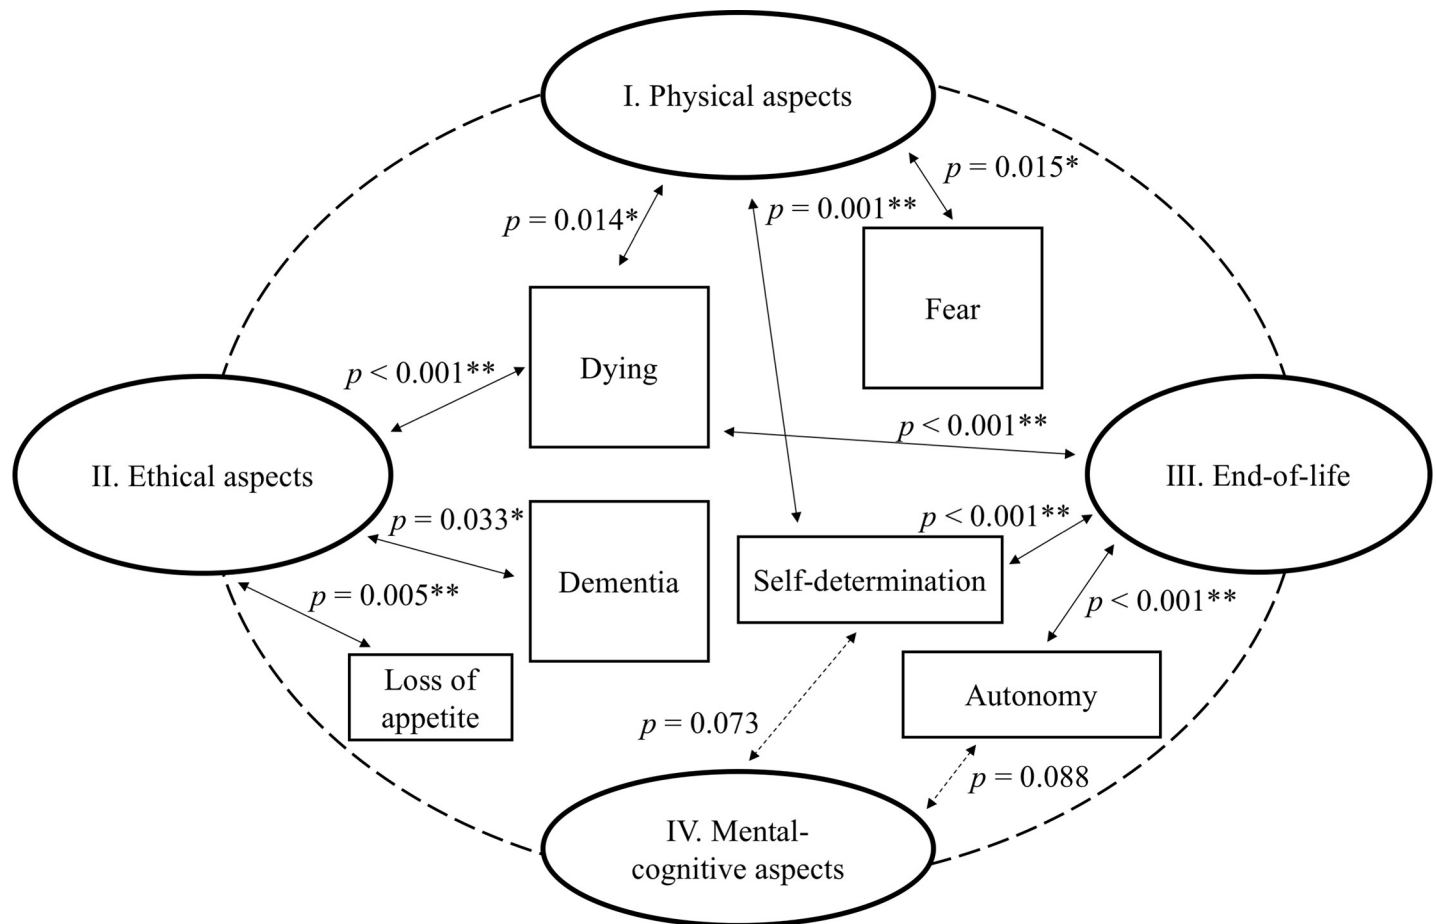 I. Physical aspects
p = 0.015*
p = 0.014*
p = 0.001**
Fear
Dying
p < 0.001**
p < 0.001**
II. Ethical aspects
III. End-of-life
p = 0.033*
p < 0.001**
Dementia
Self-determination
p = 0.005**
p < 0.001**
Loss of
appetite
Autonomy
p = 0.073
p = 0.088
IV. Mental-
cognitive aspects